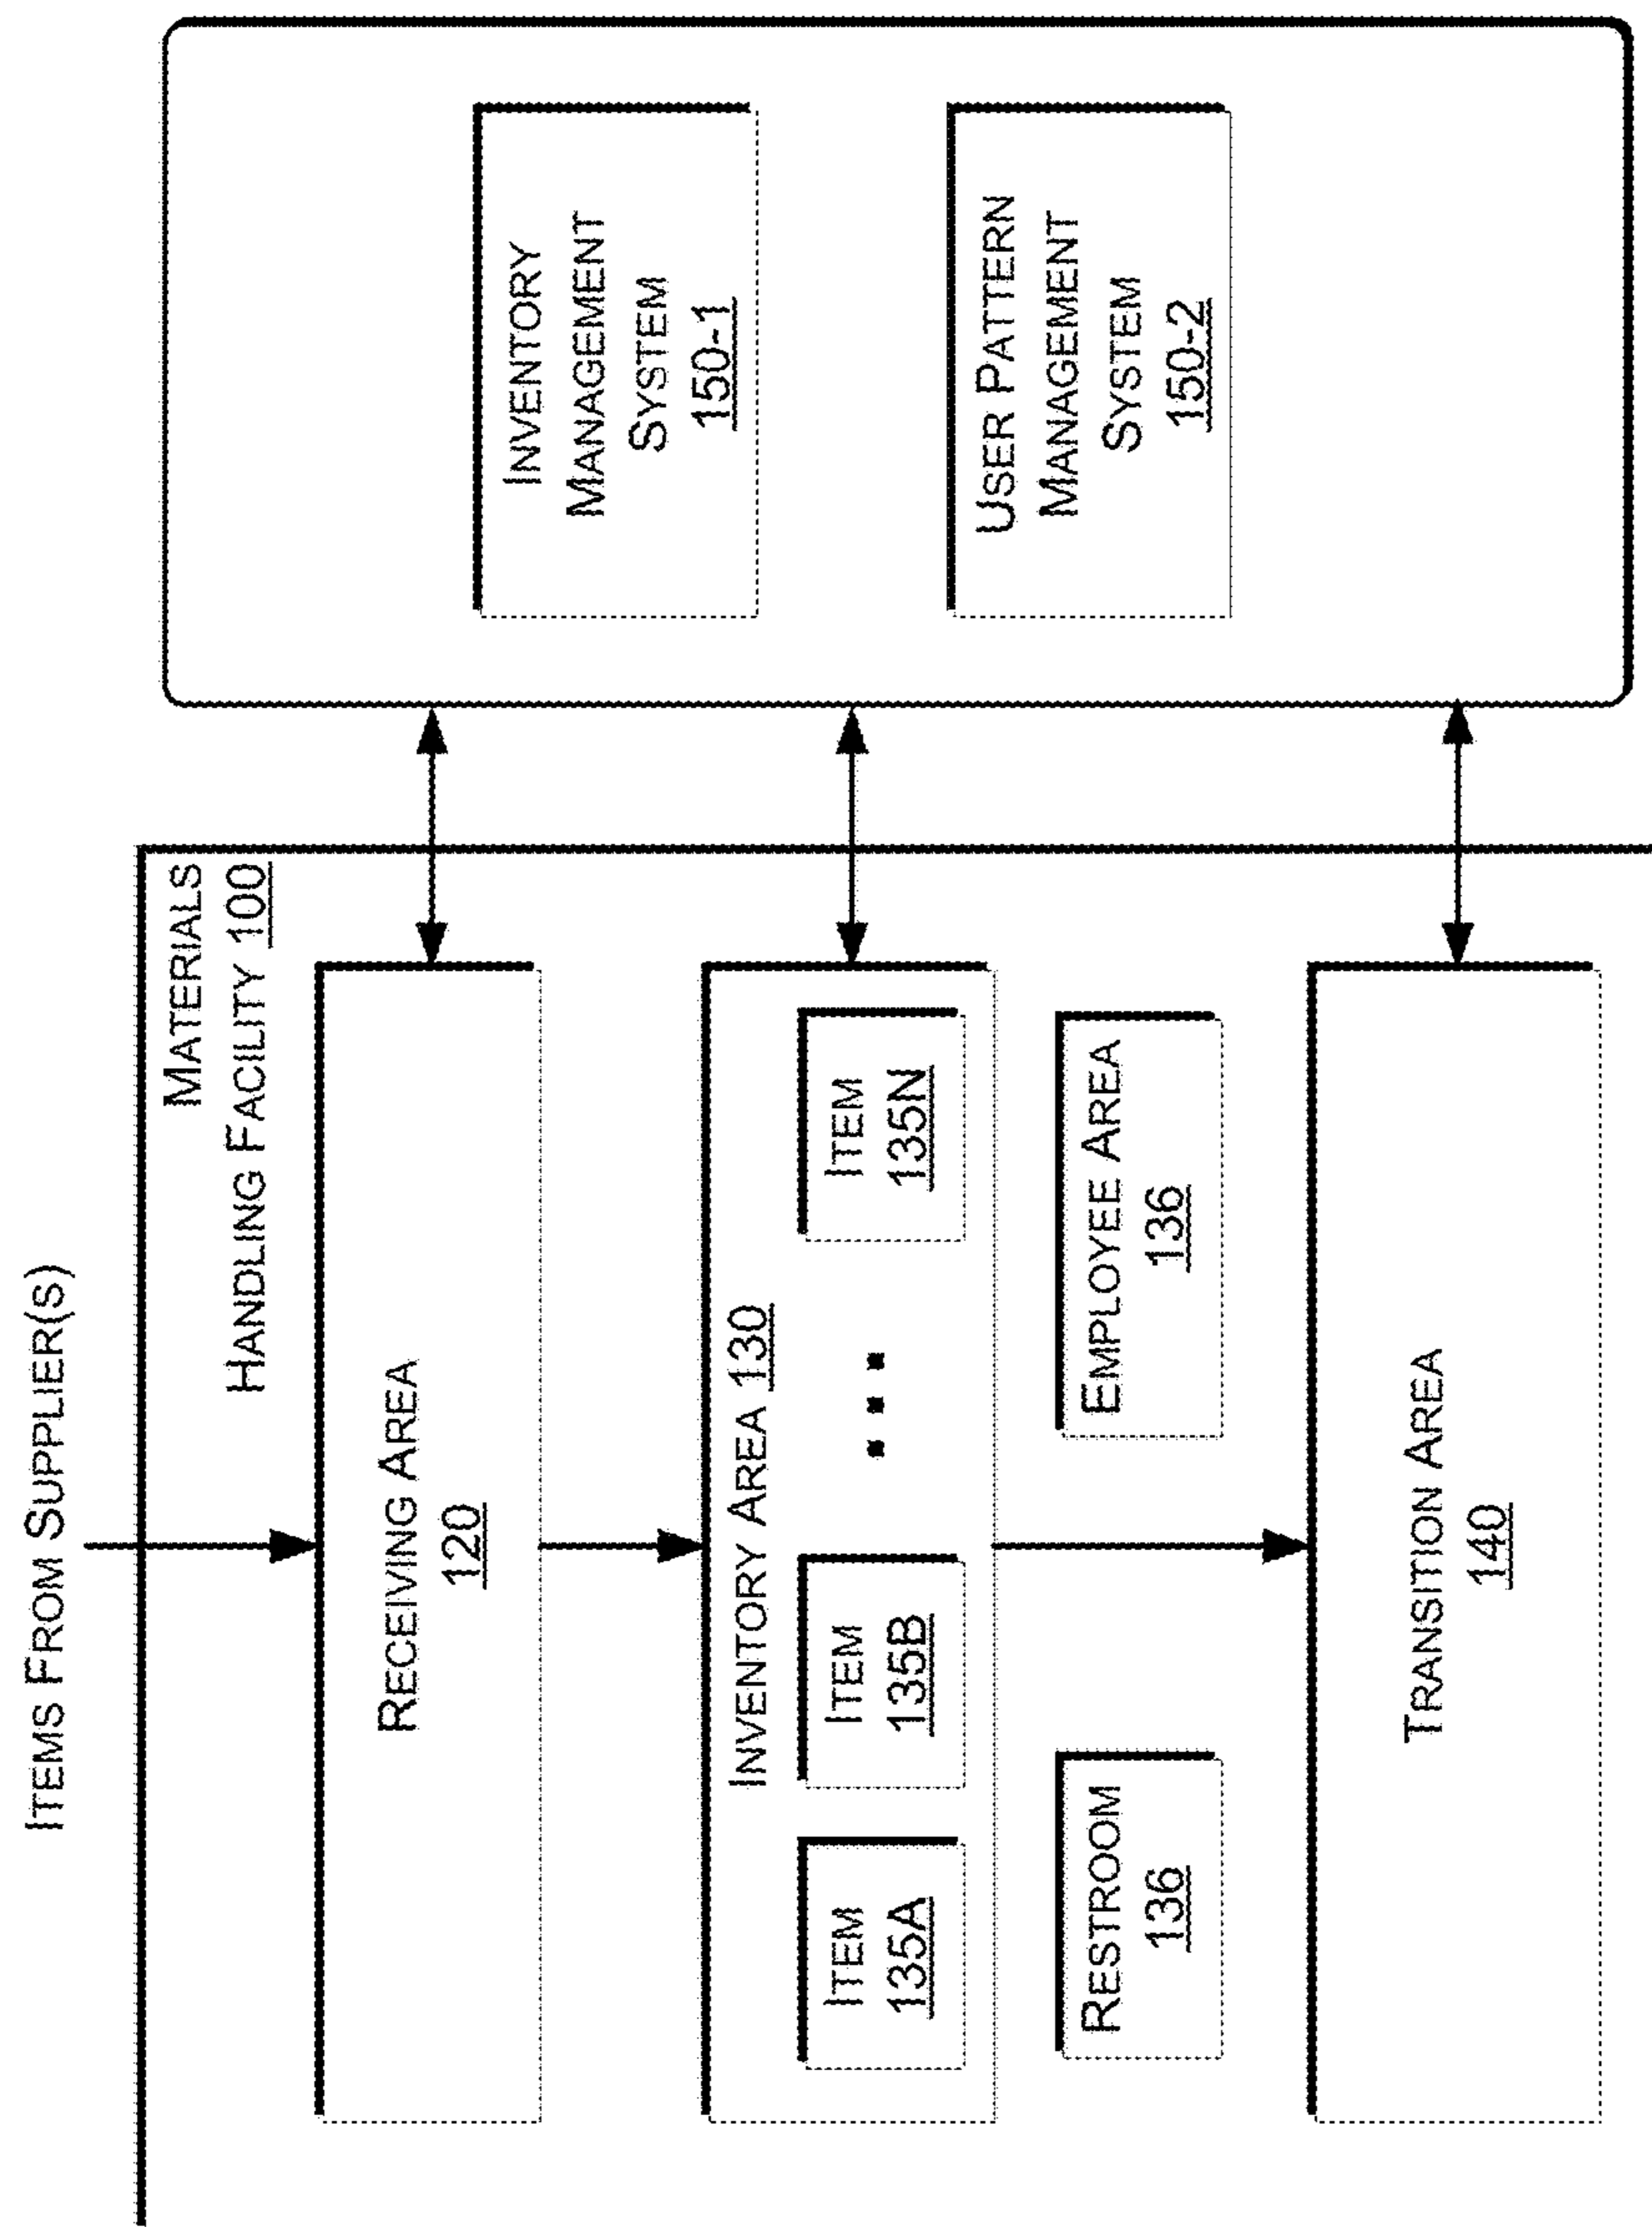 Items From Supplier(s)
Materials
Handling Facility 100
Receiving Area
120
Inventory Area 130
Item
135A
Item
135B
Item
135N
Restroom
136
Employee Area
136
Transition Area
140
Inventory
Management
System
150-1
User Pattern
Management
System
150-2